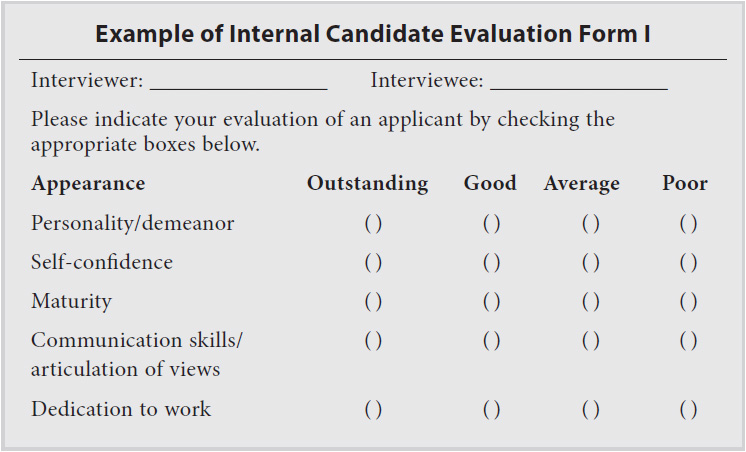 Example of Internal Candidate Evaluation Form I
Interviewer: ________________ Interviewee: ________________
Please indicate your evaluation of an applicant by checking the
appropriate boxes below.
Appearance Outstanding Good Average Poor
Personality/demeanor ( ) ( ) ( ) ( )
Self-confidence ( ) ( ) ( ) ( )
Maturity ( ) ( ) ( ) ( )
Communication skills/ ( ) ( ) ( ) ( )
articulation of views
Dedication to work ( ) ( ) ( ) ( )